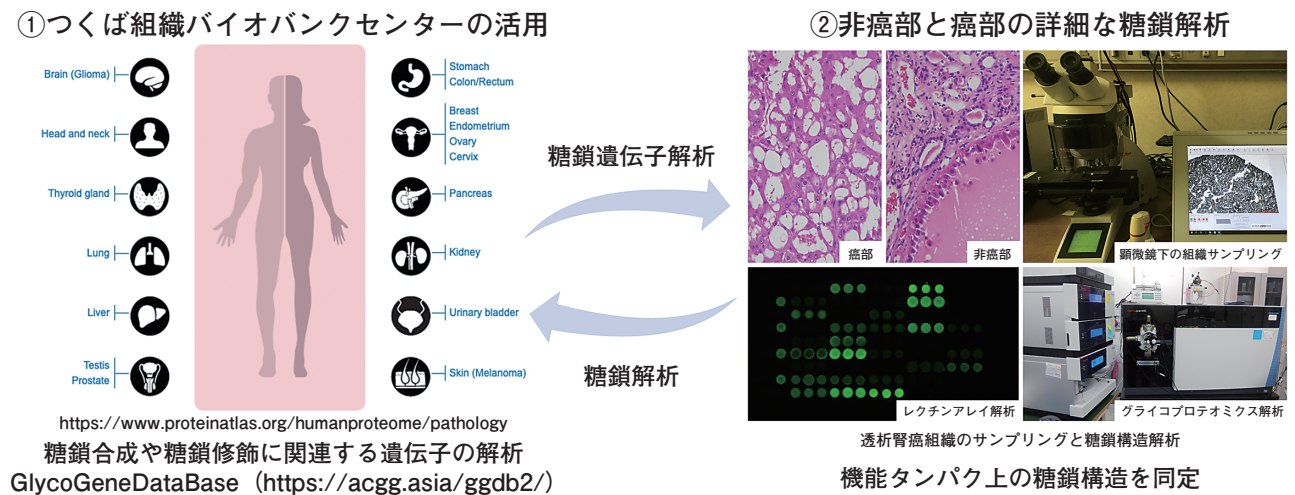 ①つくば組織バイオバンクセンターの活用
Brain (Glioma)
Head and neck
Thyroid gland
Lung
Liver
Testis
Prostate
Stomach
Colon/Rectum
Breast
Endometrium
Ovary
Cervix
Pancreas
Kidney
Urinary bladder
Skin (Melanoma)
https://www.proteinatlas.org/humanproteome/pathology
糖鎖合成や糖鎖修飾に関連する遺伝子の解析
GlycoGeneDataBase（https://acgg.asia/ggdb2/）
糖鎖遺伝子解析
糖鎖解析
②非癌部と癌部の詳細な糖鎖解析
癌部
非癌部
顕微鏡下の組織サンプリング
レクチンアレイ解析
グライコプロテオミクス解析
透析腎癌組織のサンプリングと糖鎖構造解析
機能タンパク上の糖鎖構造を同定